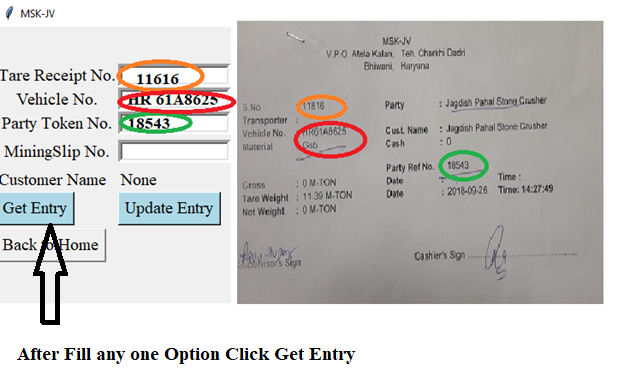 MSK-JV
Tare Receipt No. 11616
Vehicle No. HR 61A8625
Party Token No. 18543
MiningSlip No.
Customer Name None
Get Entry Update Entry
Back to Home
MSK-JV
V.P.O. Atela Kalan, Teh. Charkhi Dadri
Bhiwani, Haryana
S.No : 11616 Party : Jagdish Pahal Stone Crusher
Transporter :
Vehicle No. : HR61A8625 Cust. Name : Jagdish Pahal Stone Crusher
Material : Gsb Cash : 0
Party Ref No. : 18543
Gross : 0 M-TON Date : Time :
Tare Weight : 11.39 M-TON Date : 2018-09-26 Time: 14:27:49
Net Weight : 0 M-TON
Supervisor's Sign Cashier's Sign
After Fill any one Option Click Get Entry